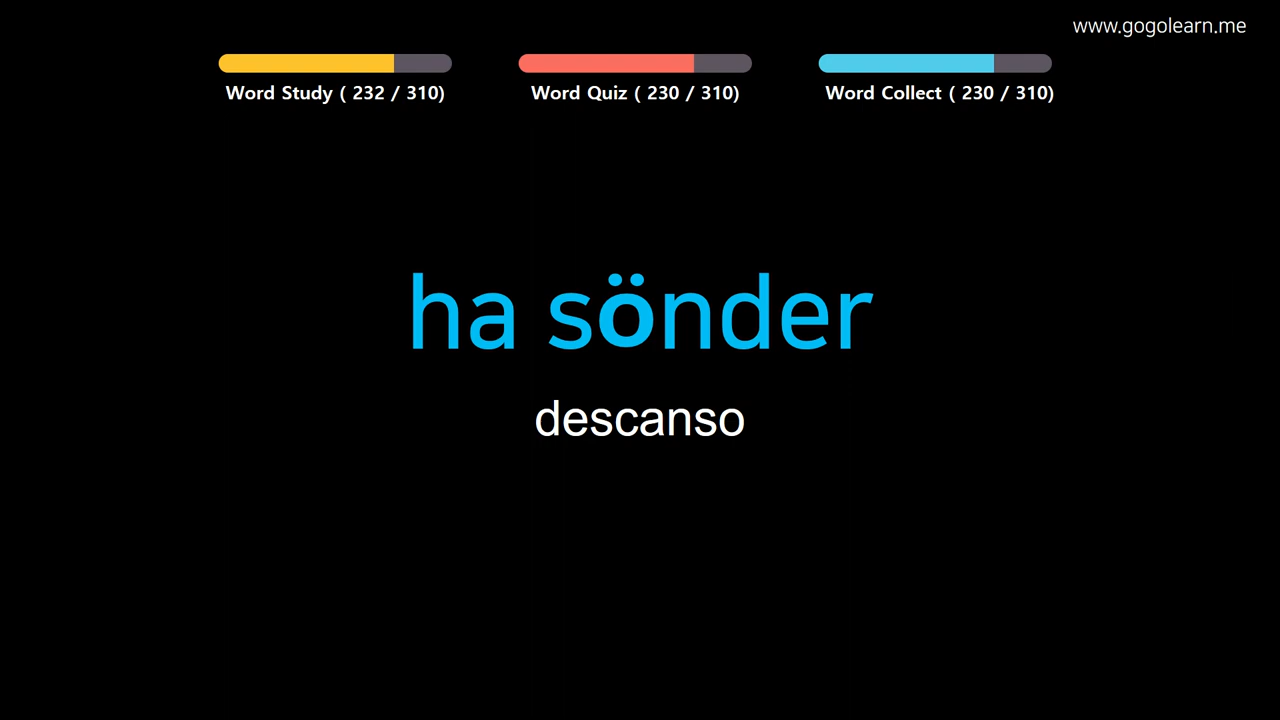 www.gogolearn.me
Word Study ( 232 / 310)
Word Quiz ( 230 / 310)
Word Collect ( 230 / 310)
ha sönder
descanso